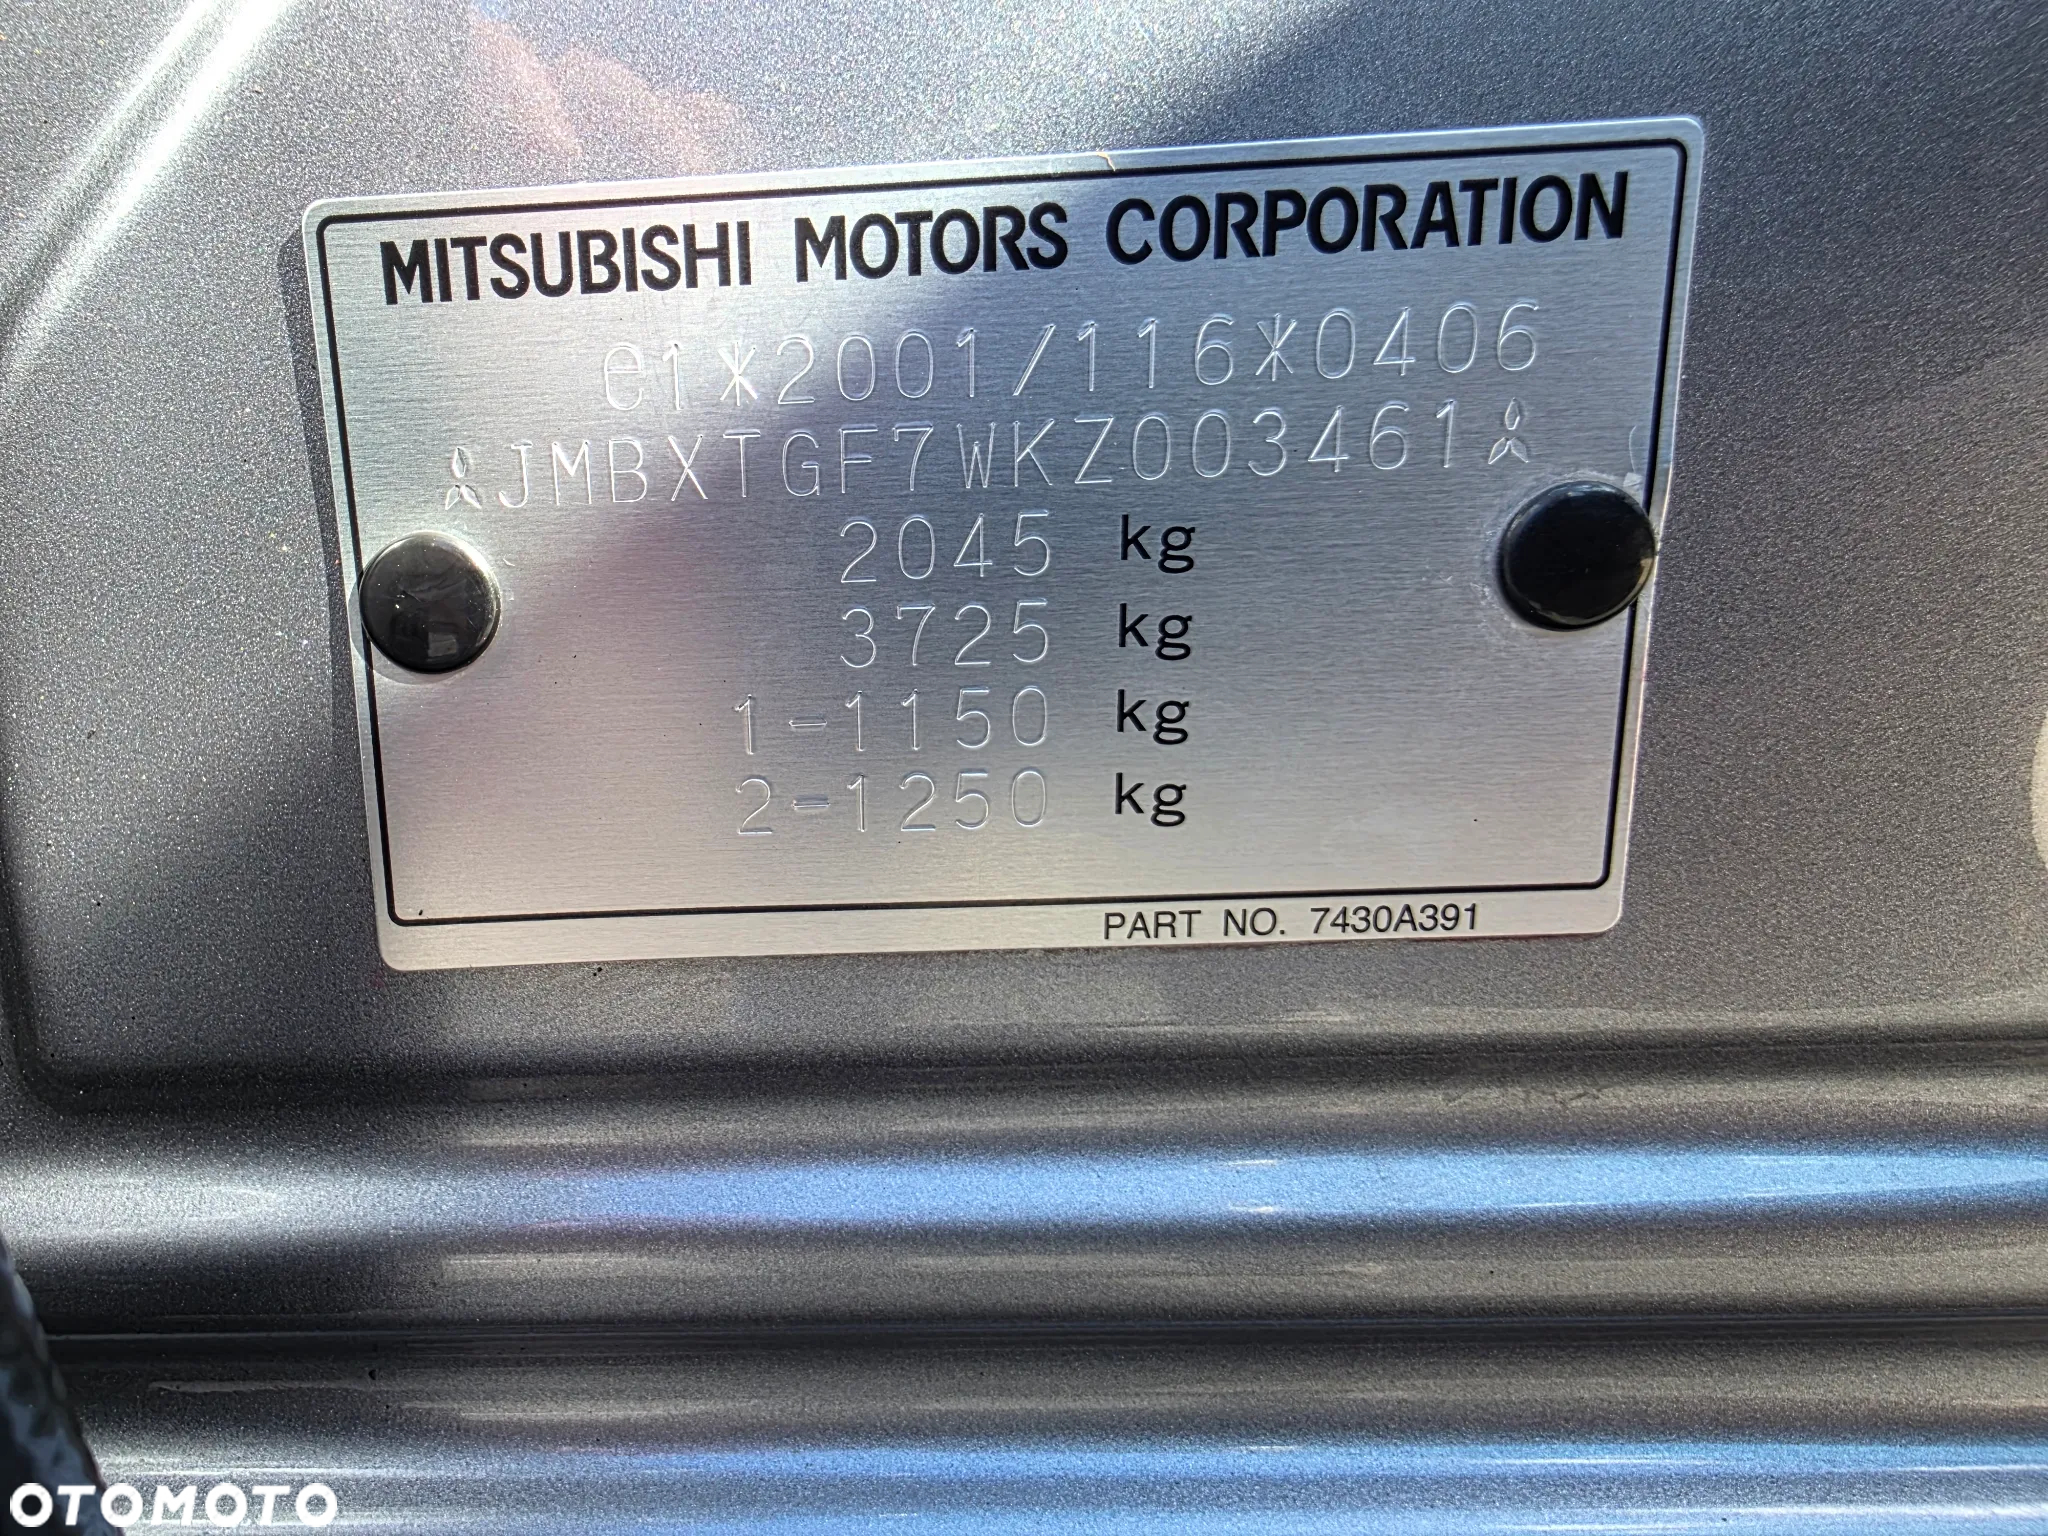 MITSUBISHI MOTORS CORPORATION
e1*2001/116*0406
JMBXTGF7WKZ003461
2045 kg
3725 kg
1-1150 kg
2-1250 kg
PART NO. 7430A391
OTOMOTO